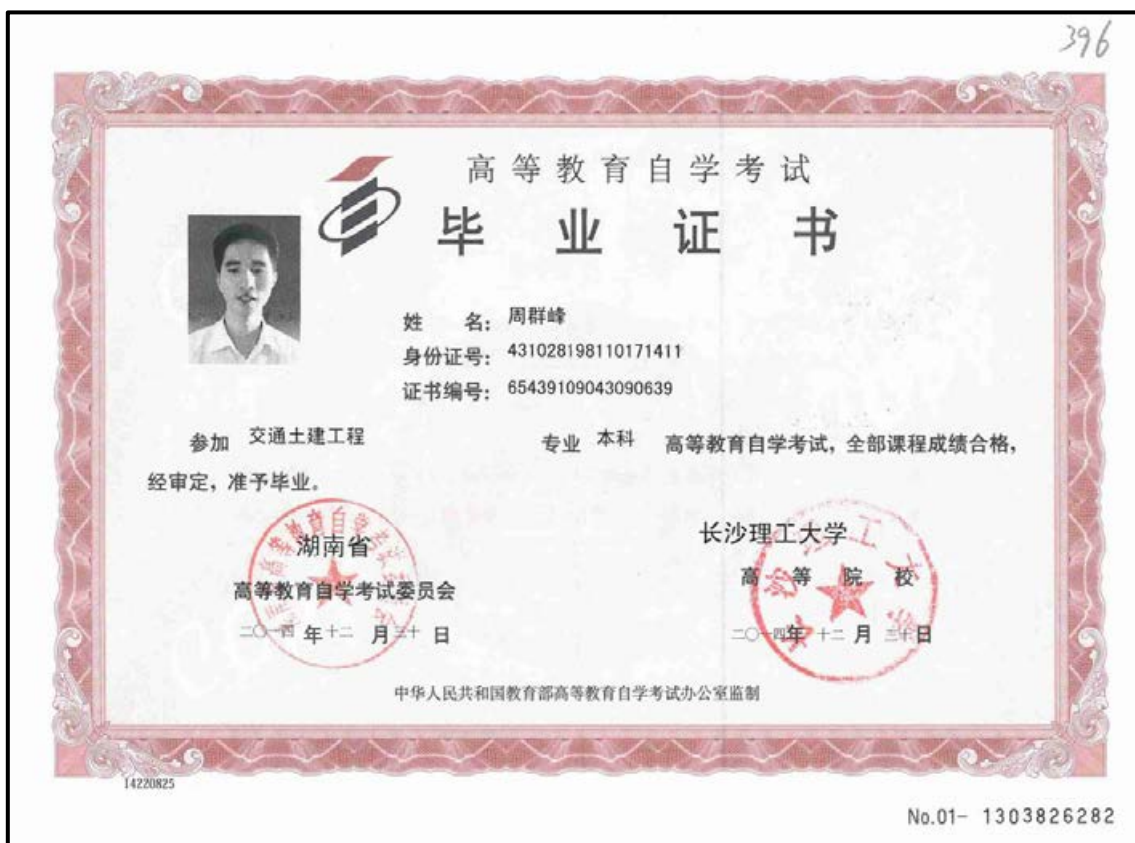 396
高等教育自学考试
毕业证书
姓 名: 周群峰
身份证号: 431028198110171411
证书编号: 65439109043090639
参加 交通土建工程 专业 本科 高等教育自学考试,全部课程成绩合格,
经审定,准予毕业。
湖南省
高等教育自学考试委员会
二〇一四 年 十二 月 三十 日
长沙理工大学
高等院校
二〇一四 年 十二 月 三十 日
中华人民共和国教育部高等教育自学考试办公室监制
14220825
No.01- 1303826282